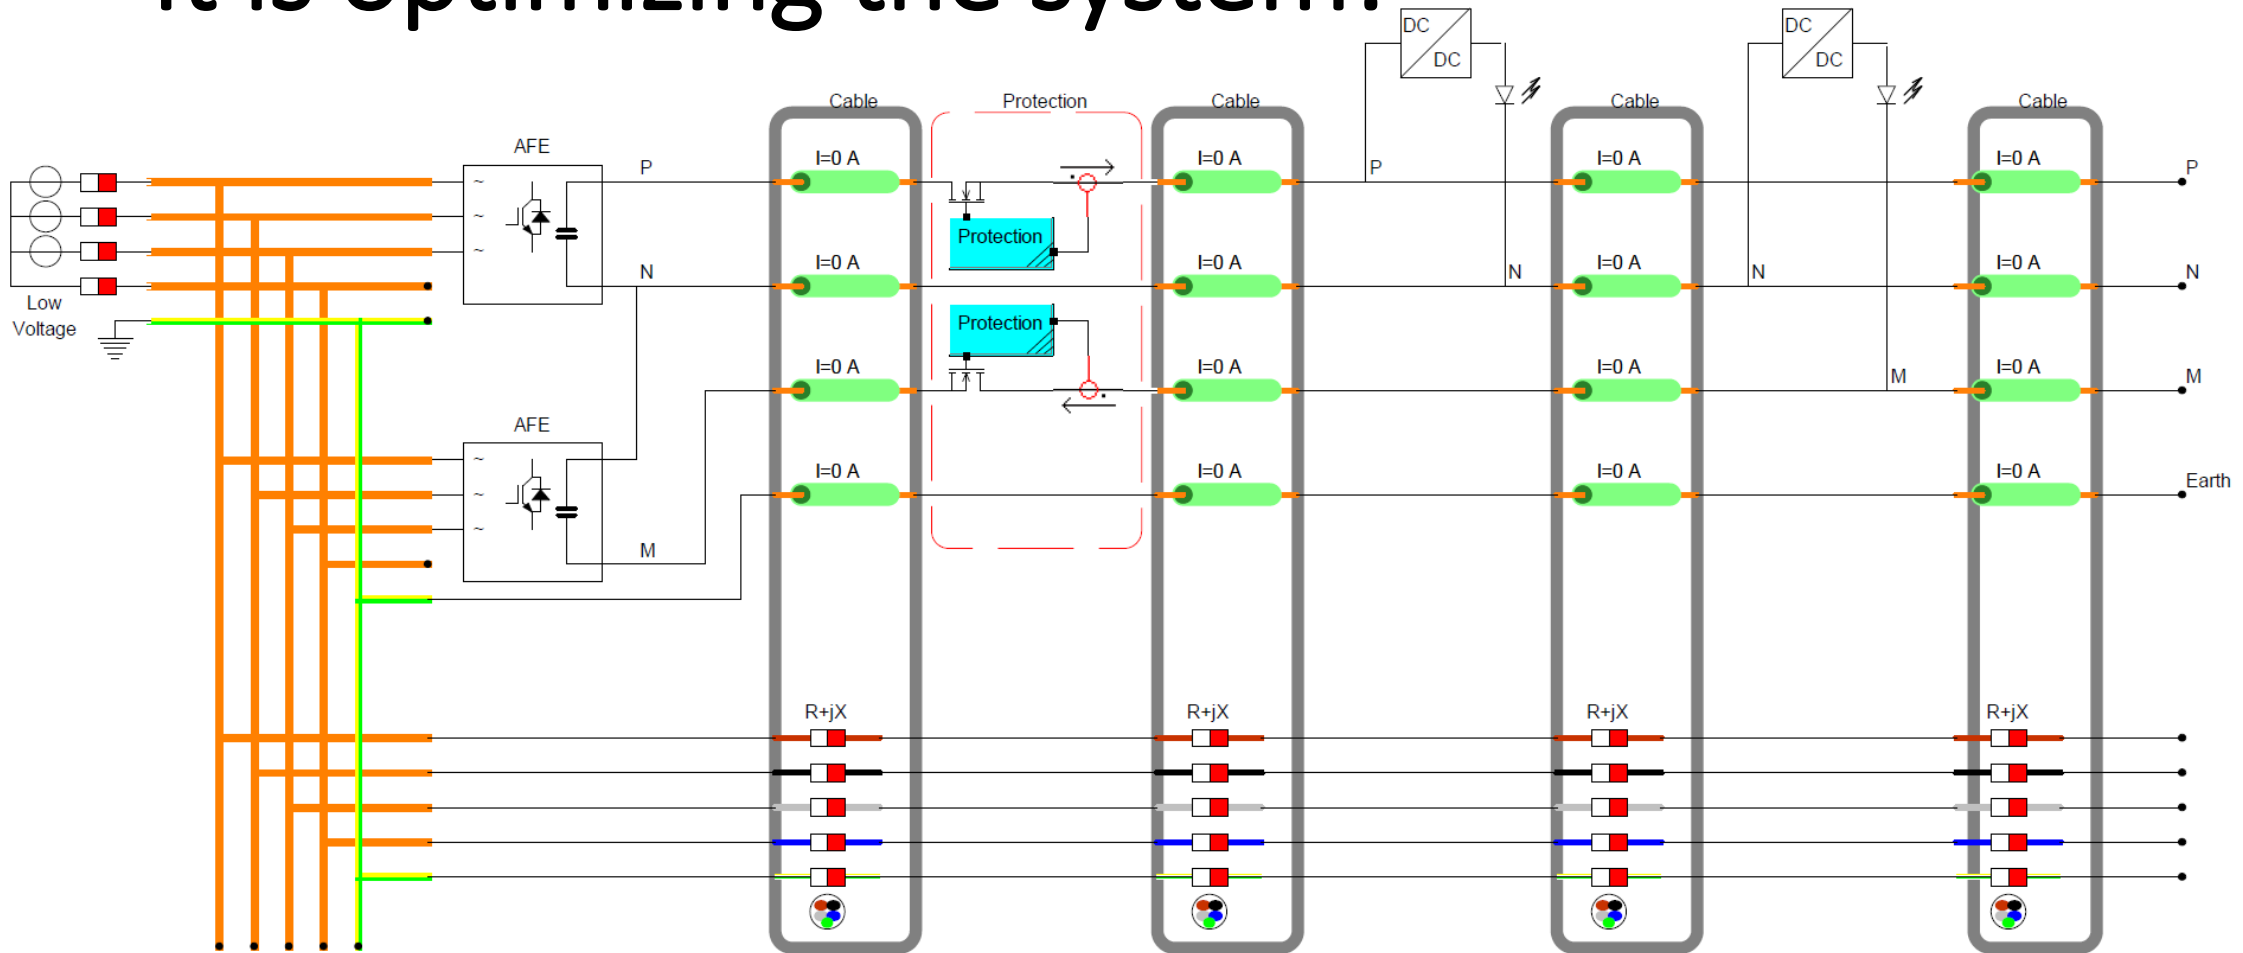 It is optimizing the system.
DC
DC
DC
DC
Cable
Protection
Cable
Cable
Cable
AFE
P
I=0 A
I=0 A
P
I=0 A
I=0 A
P
~
~
~
Protection
N
I=0 A
I=0 A
N
I=0 A
N
I=0 A
N
Low
Voltage
Protection
I=0 A
I=0 A
I=0 A
M
I=0 A
M
AFE
~
~
~
I=0 A
I=0 A
I=0 A
I=0 A
Earth
M
R+jX
R+jX
R+jX
R+jX